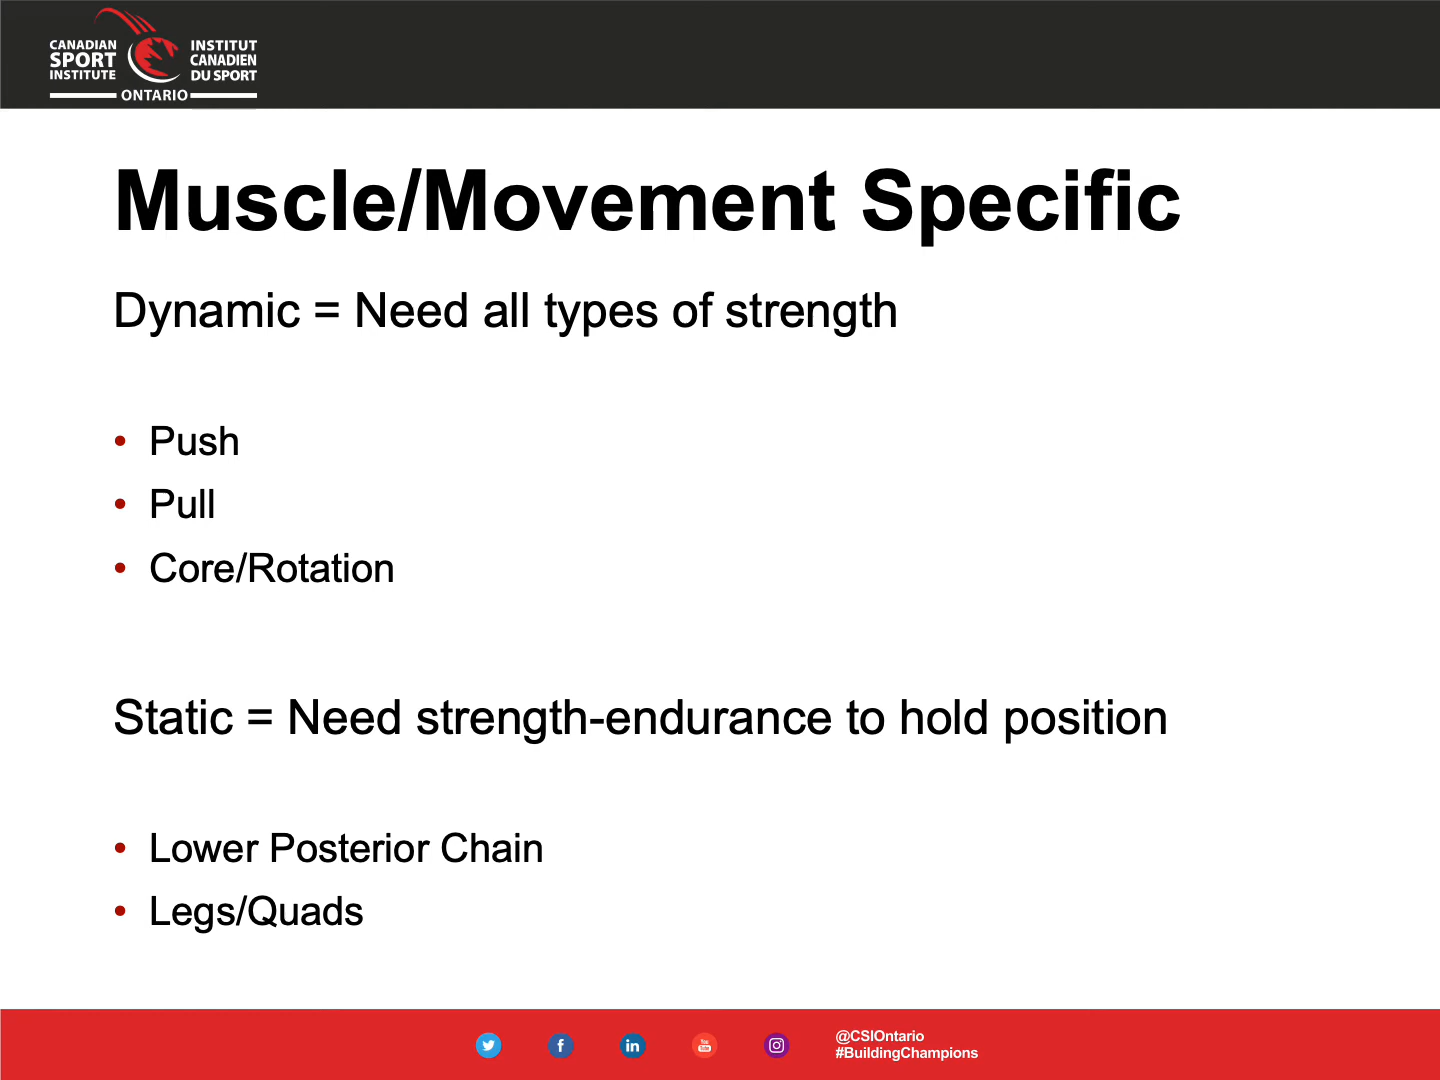 CANADIAN
SPORT
INSTITUTE
INSTITUT
CANADIEN
DU SPORT
ONTARIO
Muscle/Movement Specific
Dynamic = Need all types of strength
• Push
• Pull
• Core/Rotation
Static = Need strength-endurance to hold position
• Lower Posterior Chain
• Legs/Quads
@CSIOntario
#BuildingChampions